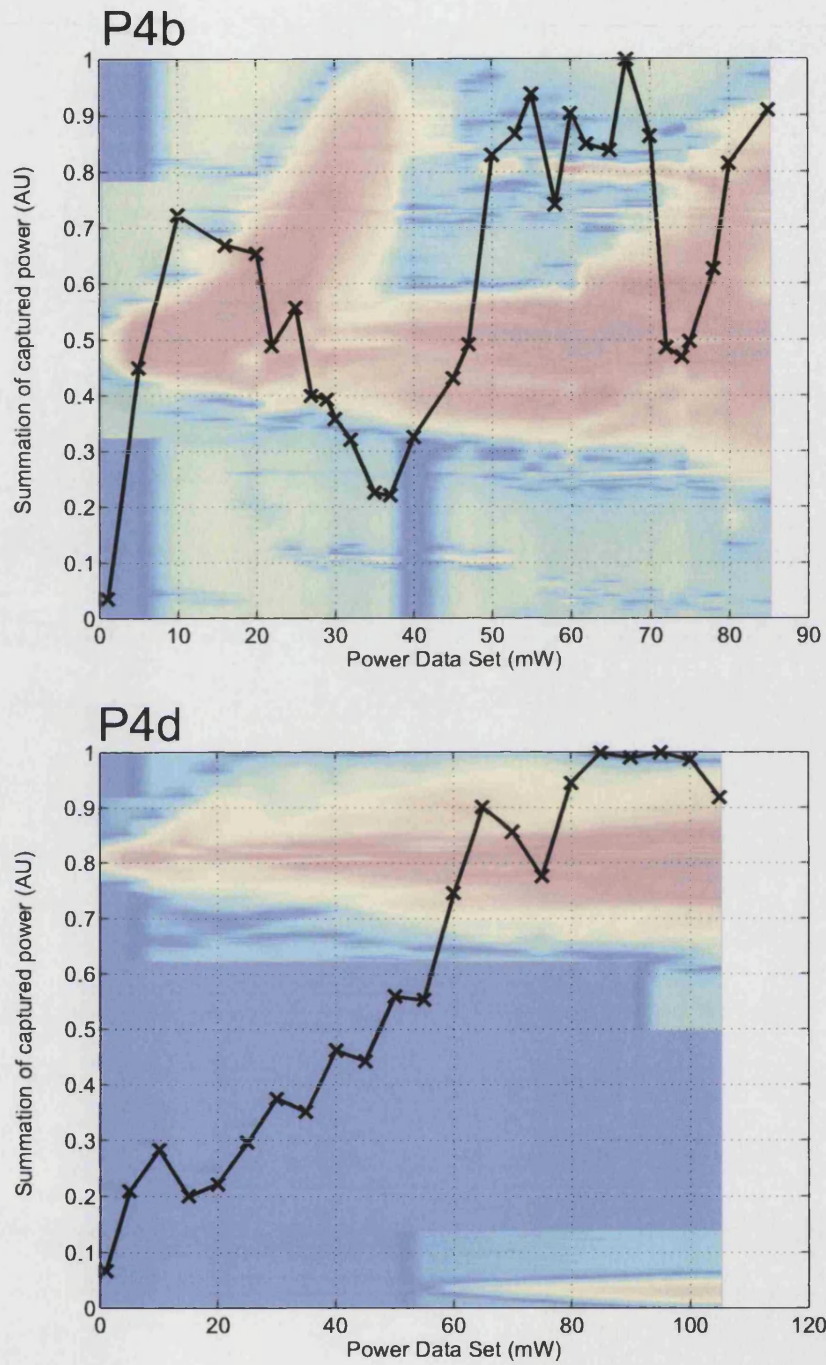 P4b
1
0.9
0.8
0.7
0.6
0.5
0.4
0.3
0.2
0.1
0
Summation of captured power (AU)
0 10 20 30 40 50 60 70 80 90
Power Data Set (mW)
P4d
1
0.9
0.8
0.7
0.6
0.5
0.4
0.3
0.2
0.1
0
Summation of captured power (AU)
0 20 40 60 80 100 120
Power Data Set (mW)